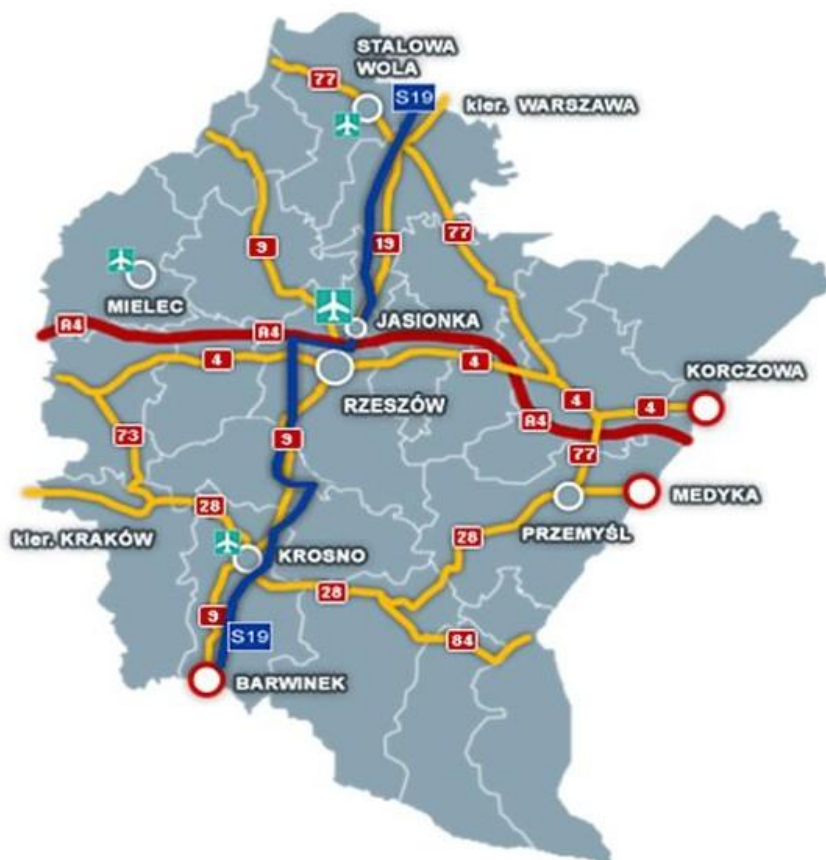 STALOWA
WOLA
77
S19
kier. WARSZAWA
9
19
77
MIELEC
JASIONKA
A4
A4
4
4
RZESZÓW
KORCZOWA
4
4
A4
73
9
77
28
MEDYKA
kier. KRAKÓW
PRZEMYŚL
28
KROSNO
28
9
S19
84
BARWINEK